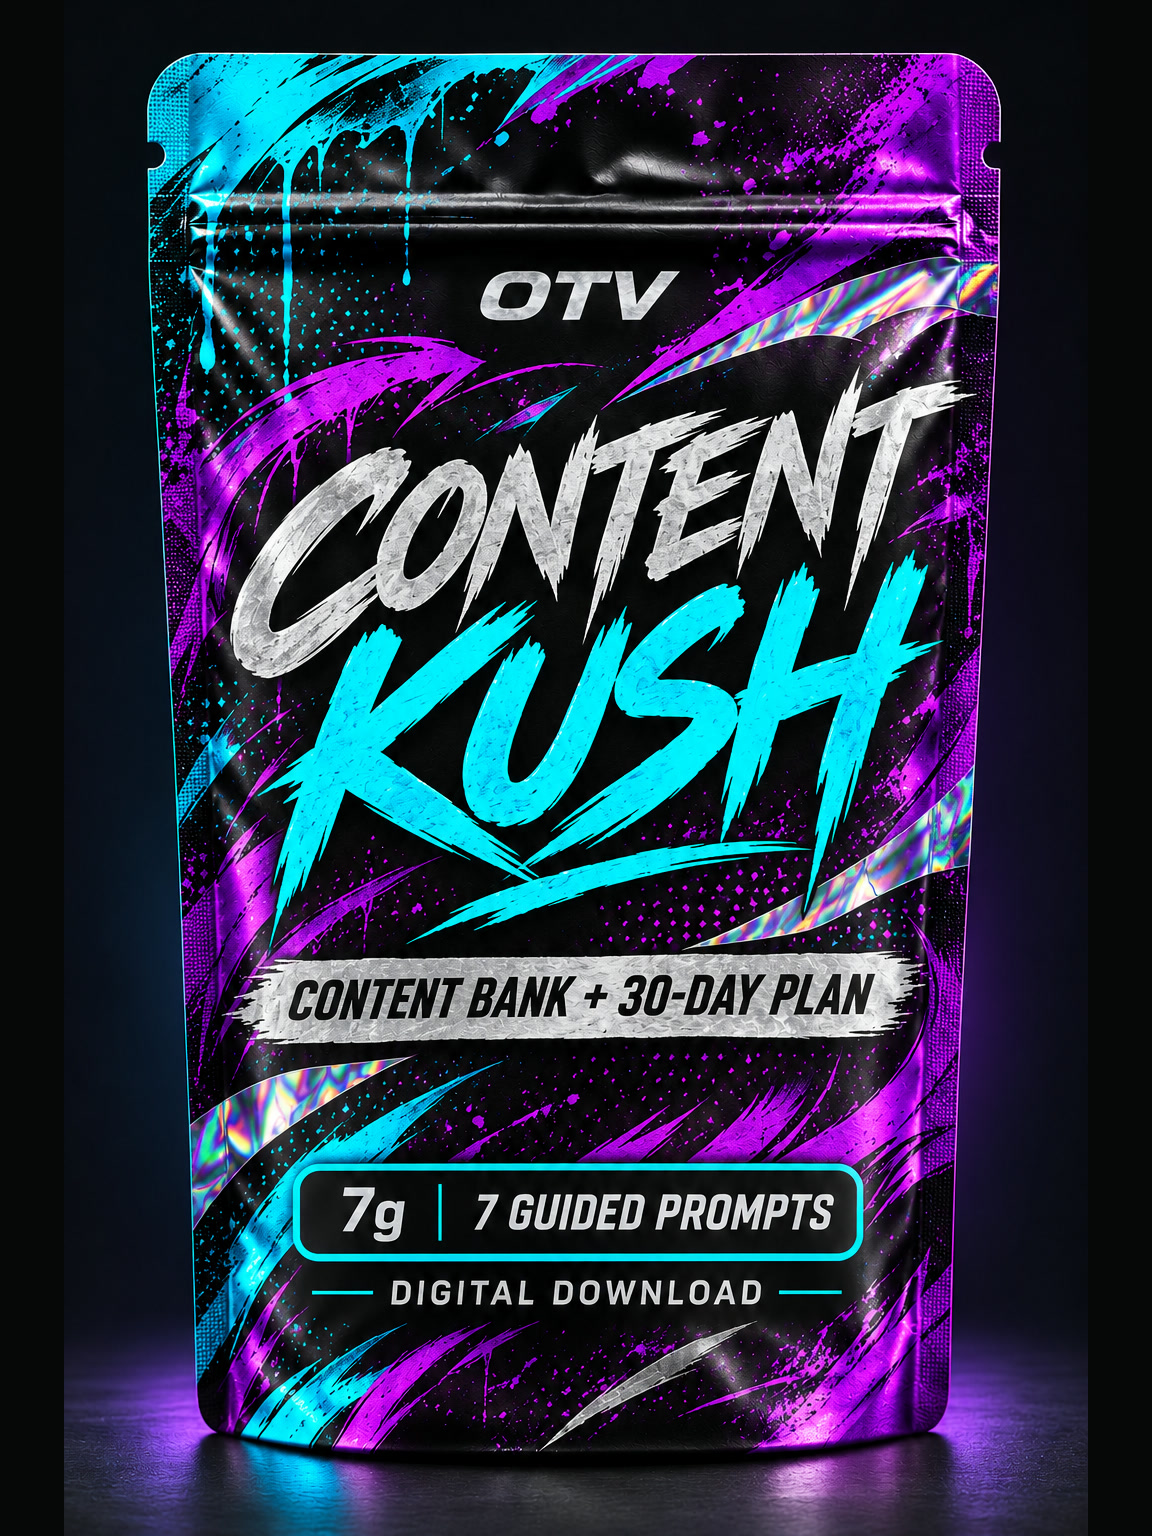 OTV
CONTENT
KUSH
CONTENT BANK + 30-DAY PLAN
7g | 7 GUIDED PROMPTS
DIGITAL DOWNLOAD